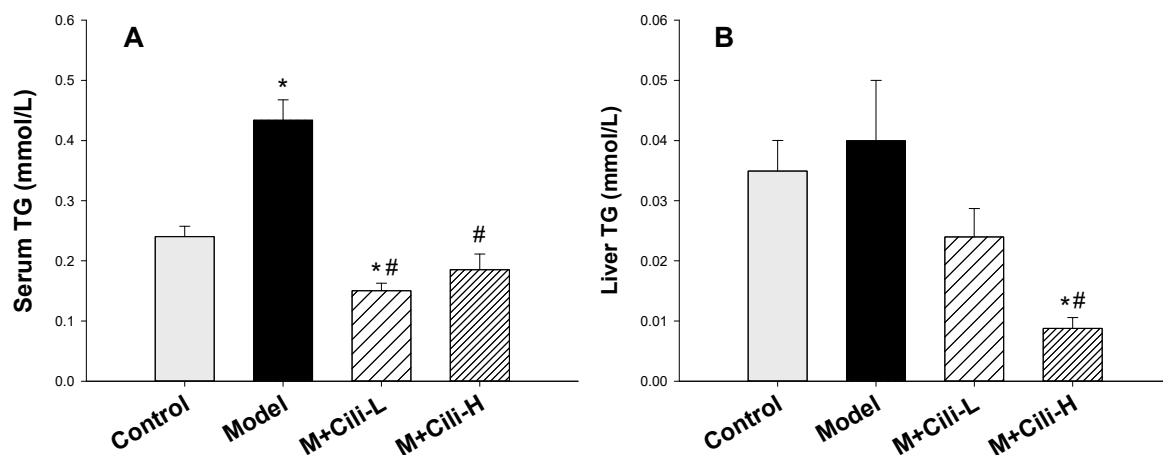 A
Serum TG (mmol/L)
0.6
0.5
0.4
0.3
0.2
0.1
0.0
*
*#
#
Control
Model
M+Cili-L
M+Cili-H
B
Liver TG (mmol/L)
0.06
0.05
0.04
0.03
0.02
0.01
0.00
*#
Control
Model
M+Cili-L
M+Cili-H